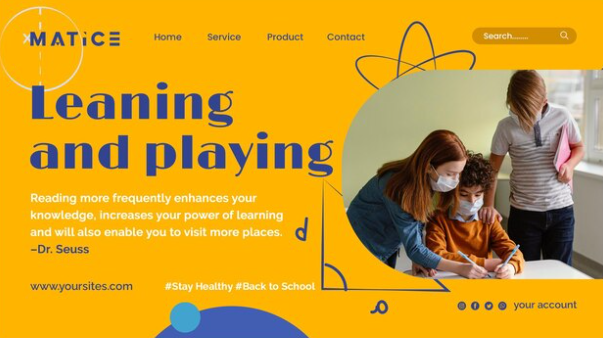 MATiCE
Home Service Product Contact
Search........
Leaning
and playing
Reading more frequently enhances your
knowledge, increases your power of learning
and will also enable you to visit more places.
–Dr. Seuss
d
www.yoursites.com #Stay Healthy #Back to School
your account